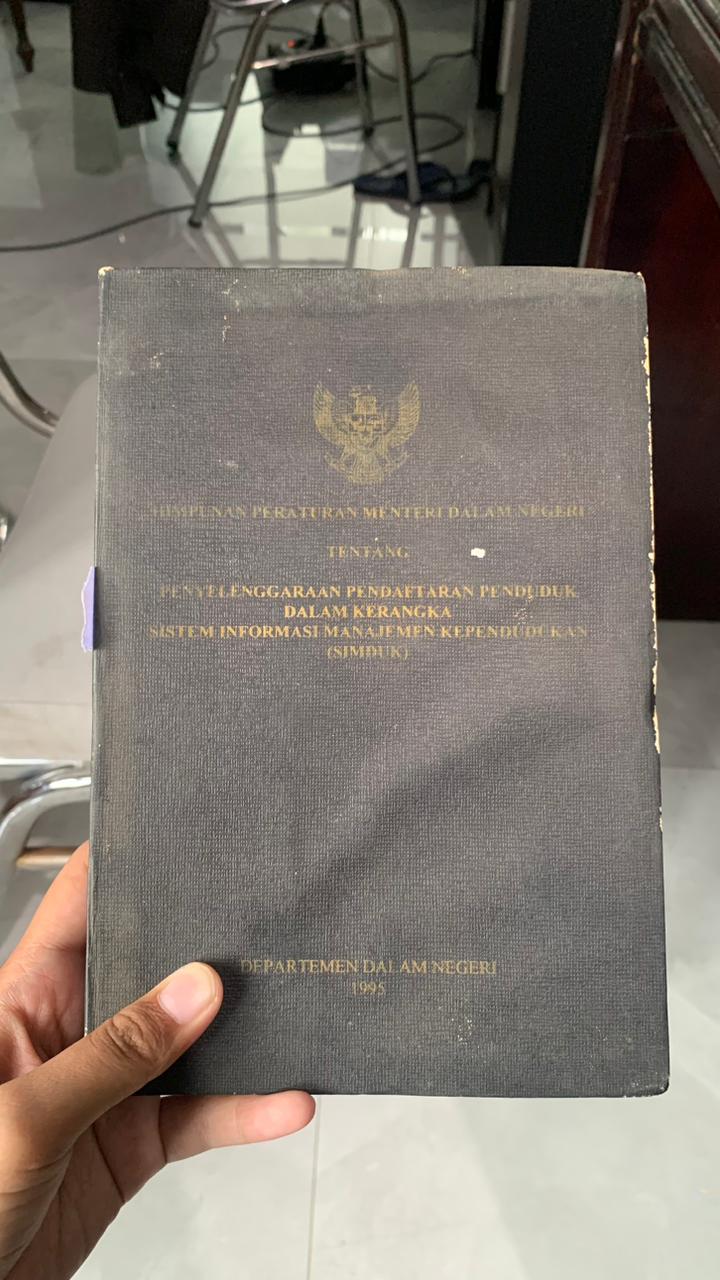 HIMPUNAN PERATURAN MENTERI DALAM NEGERI
TENTANG
PENYELENGGARAAN PENDAFTARAN PENDUDUK
DALAM KERANGKA
SISTEM INFORMASI MANAJEMEN KEPENDUDUKAN
(SIMDUK)
DEPARTEMEN DALAM NEGERI
1995